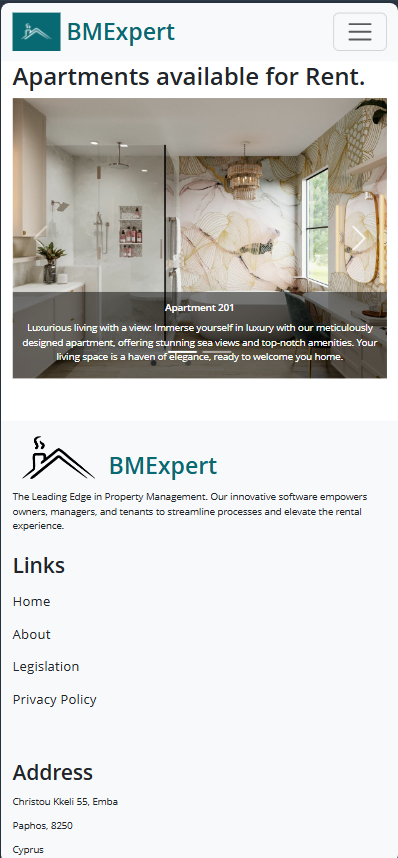 BMExpert
Apartments available for Rent.
Apartment 201
Luxurious living with a view: Immerse yourself in luxury with our meticulously
designed apartment, offering stunning sea views and top-notch amenities. Your
living space is a haven of elegance, ready to welcome you home.
BMExpert
The Leading Edge in Property Management. Our innovative software empowers
owners, managers, and tenants to streamline processes and elevate the rental
experience.
Links
Home
About
Legislation
Privacy Policy
Address
Christou Kkeli 55, Emba
Paphos, 8250
Cyprus